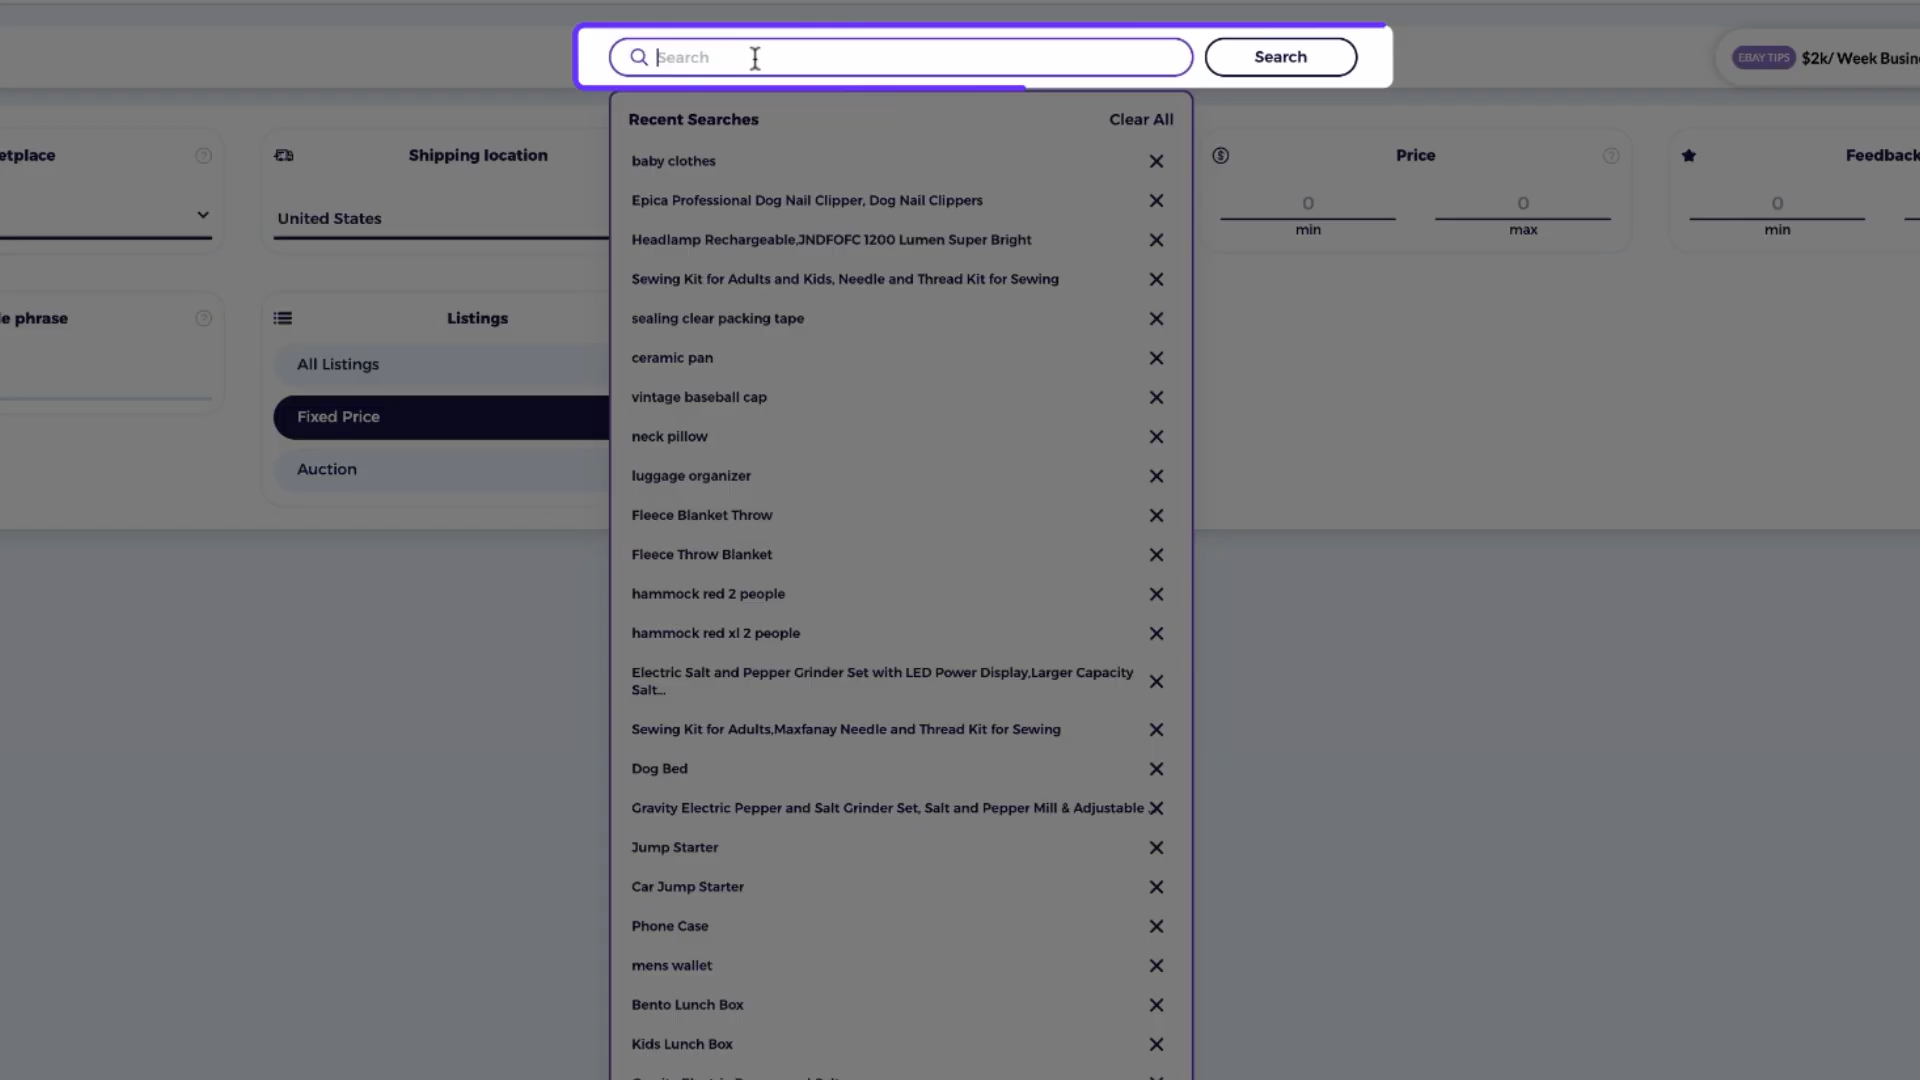 Search
Search
EBAY TIPS $2k/ Week Busin
Recent Searches
Clear All
etplace
Shipping location
United States
Price
0
min
0
max
Feedback
0
min
e phrase
Listings
All Listings
Fixed Price
Auction
baby clothes
Epica Professional Dog Nail Clipper, Dog Nail Clippers
Headlamp Rechargeable,JNDFOFC 1200 Lumen Super Bright
Sewing Kit for Adults and Kids, Needle and Thread Kit for Sewing
sealing clear packing tape
ceramic pan
vintage baseball cap
neck pillow
luggage organizer
Fleece Blanket Throw
Fleece Throw Blanket
hammock red 2 people
hammock red xl 2 people
Electric Salt and Pepper Grinder Set with LED Power Display,Larger Capacity
Salt...
Sewing Kit for Adults,Maxfanay Needle and Thread Kit for Sewing
Dog Bed
Gravity Electric Pepper and Salt Grinder Set, Salt and Pepper Mill & Adjustable
Jump Starter
Car Jump Starter
Phone Case
mens wallet
Bento Lunch Box
Kids Lunch Box